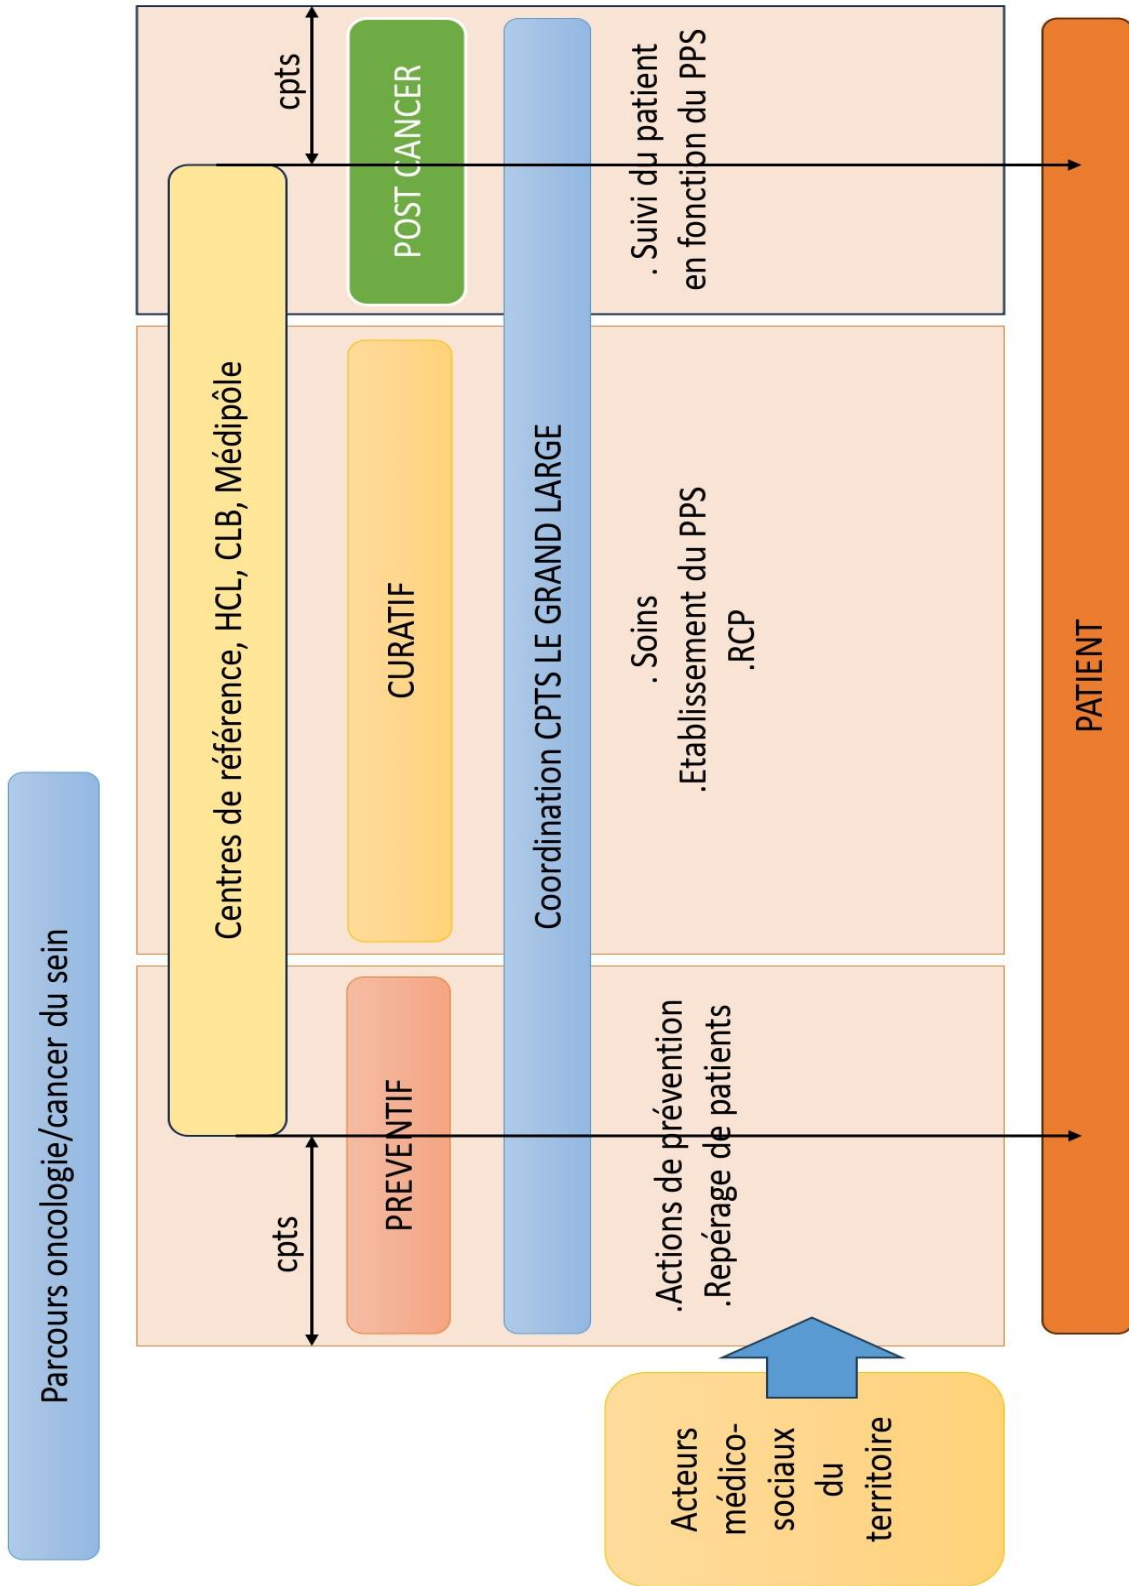 Parcours oncologie/cancer du sein
Centres de référence, HCL, CLB, Médipôle
cpts
cpts
PREVENTIF
CURATIF
POST CANCER
Coordination CPTS LE GRAND LARGE
Acteurs
médico-
sociaux
du
territoire
.Actions de prévention
.Repérage de patients
. Soins
.Etablissement du PPS
.RCP
. Suivi du patient
en fonction du PPS
PATIENT